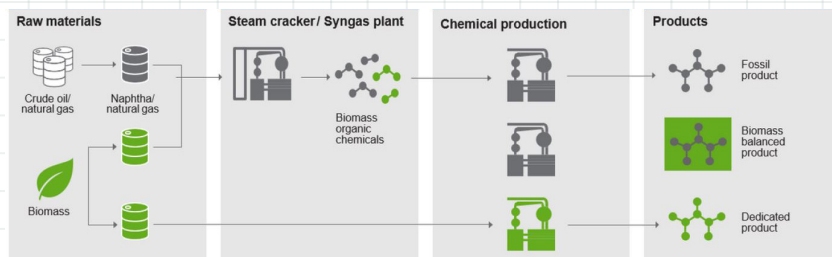 Raw materials
Steam cracker / Syngas plant
Chemical production
Products
Crude oil/
natural gas
Naphtha/
natural gas
Biomass
organic
chemicals
Fossil
product
Biomass
balanced
product
Biomass
Dedicated
product